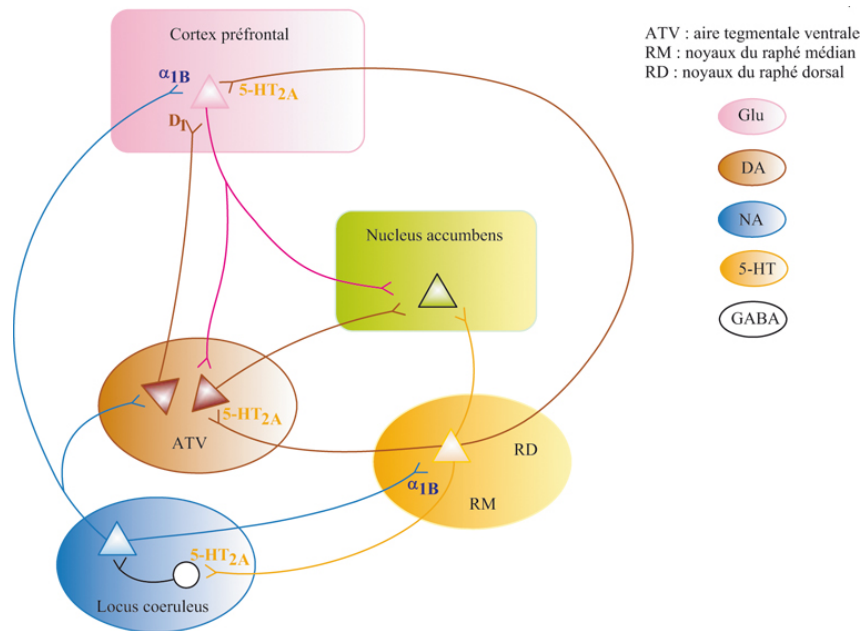 Cortex préfrontal
α1B
5-HT2A
D1
ATV : aire tegmentale ventrale
RM : noyaux du raphé médian
RD : noyaux du raphé dorsal
Glu
DA
NA
5-HT
GABA
Nucleus accumbens
5-HT2A
ATV
RD
α1B
RM
5-HT2A
Locus coeruleus